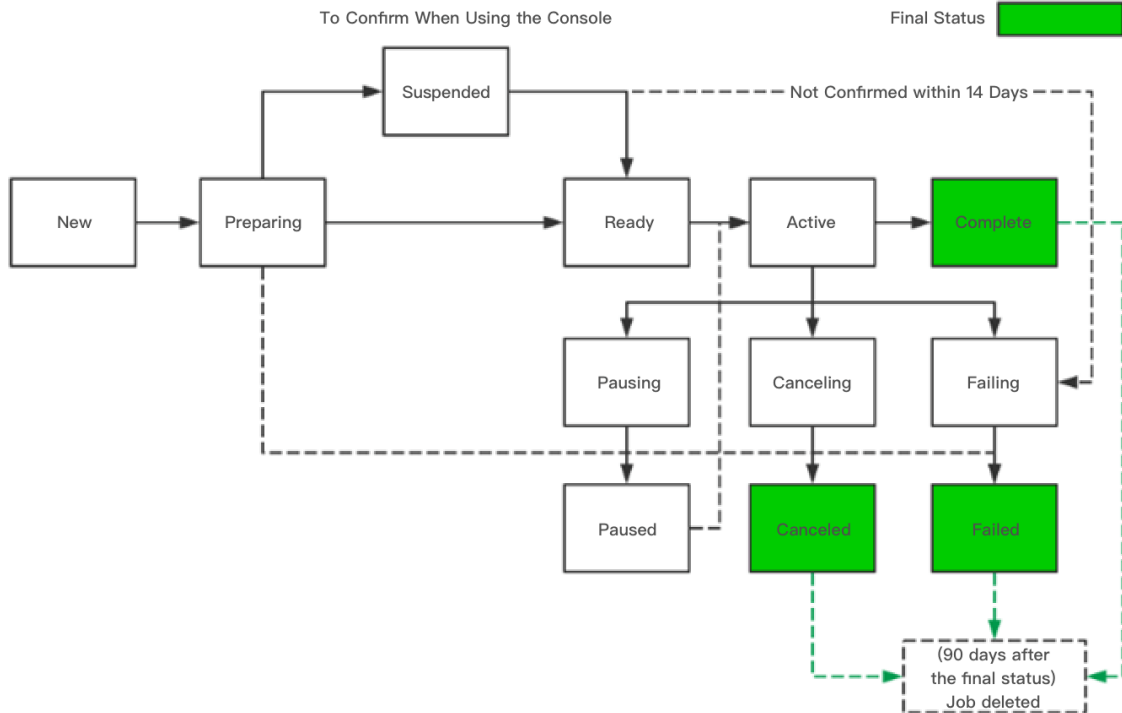 To Confirm When Using the Console
Final Status
Suspended
Not Confirmed within 14 Days
New
Preparing
Ready
Active
Complete
Pausing
Canceling
Failing
Paused
Canceled
Failed
(90 days after
the final status)
Job deleted